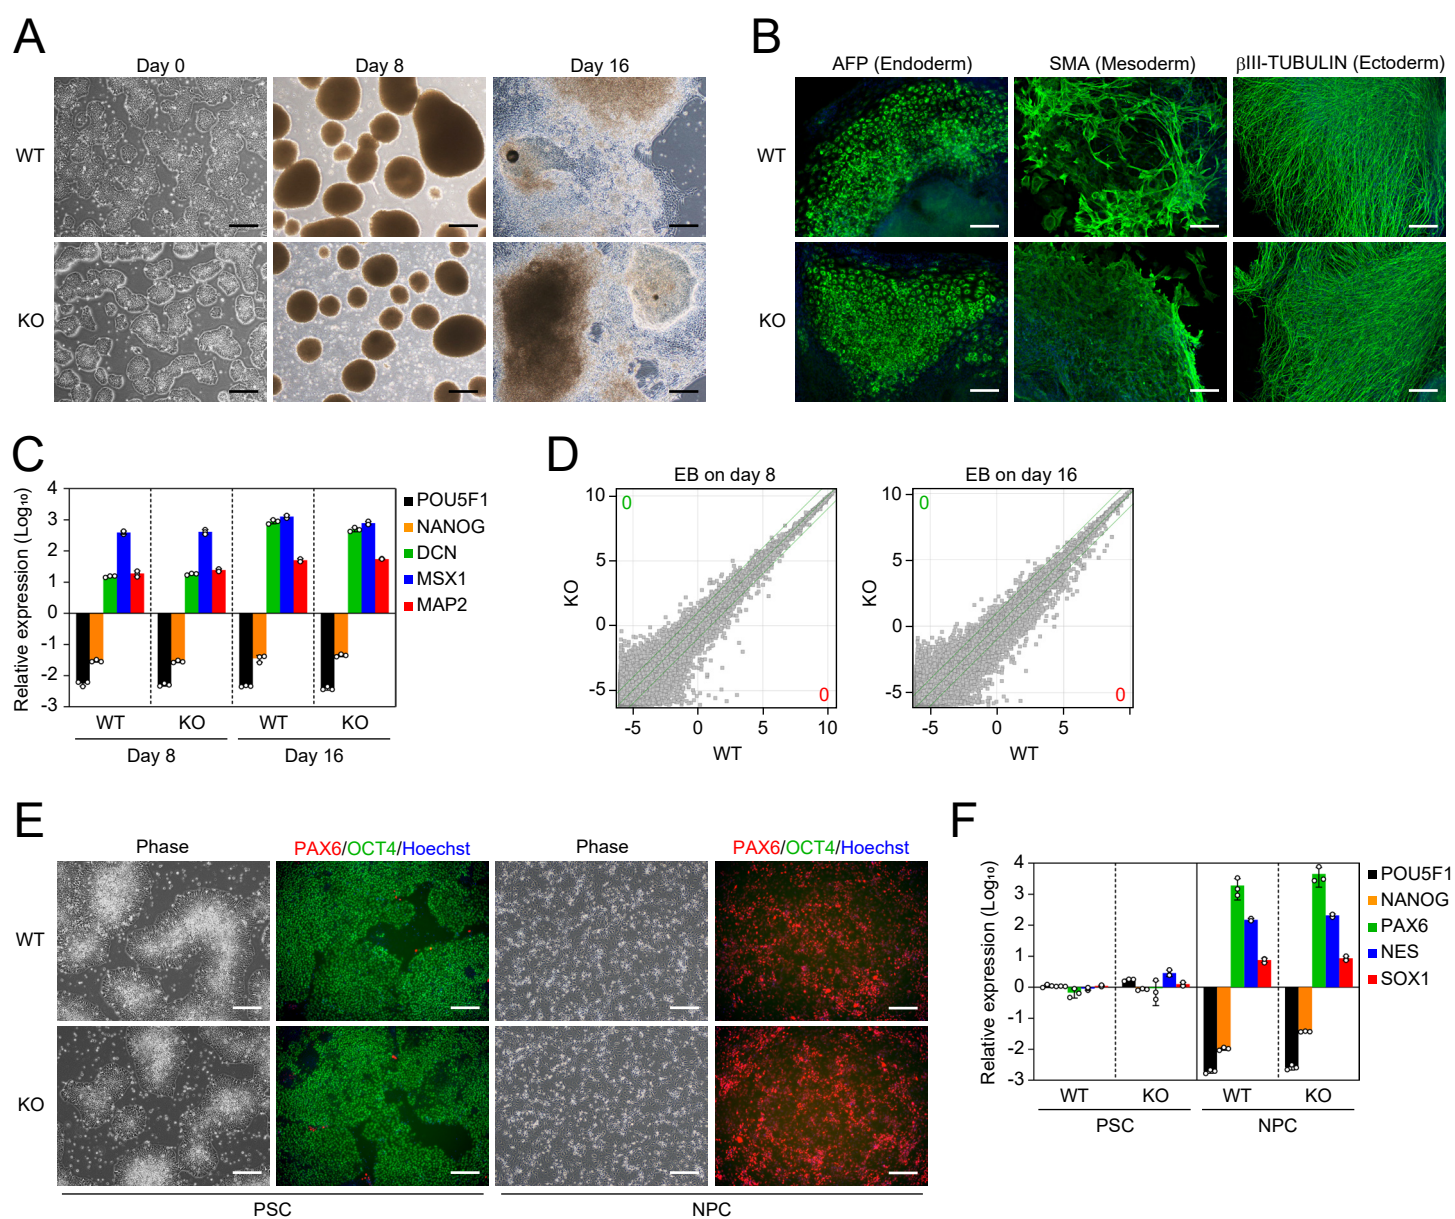 A
Day 0
Day 8
Day 16
WT
KO
B
AFP (Endoderm)
SMA (Mesoderm)
βIII-TUBULIN (Ectoderm)
WT
KO
C
Relative expression (Log₁₀)
4
3
2
1
0
-1
-2
-3
WT
KO
WT
KO
Day 8
Day 16
POU5F1
NANOG
DCN
MSX1
MAP2
D
EB on day 8
KO
10
5
0
-5
0
0
-5
0
5
10
WT
EB on day 16
KO
10
5
0
-5
0
0
-5
0
5
WT
E
Phase
PAX6/OCT4/Hoechst
Phase
PAX6/OCT4/Hoechst
WT
KO
PSC
NPC
F
Relative expression (Log₁₀)
4
3
2
1
0
-1
-2
-3
WT
KO
WT
KO
PSC
NPC
POU5F1
NANOG
PAX6
NES
SOX1